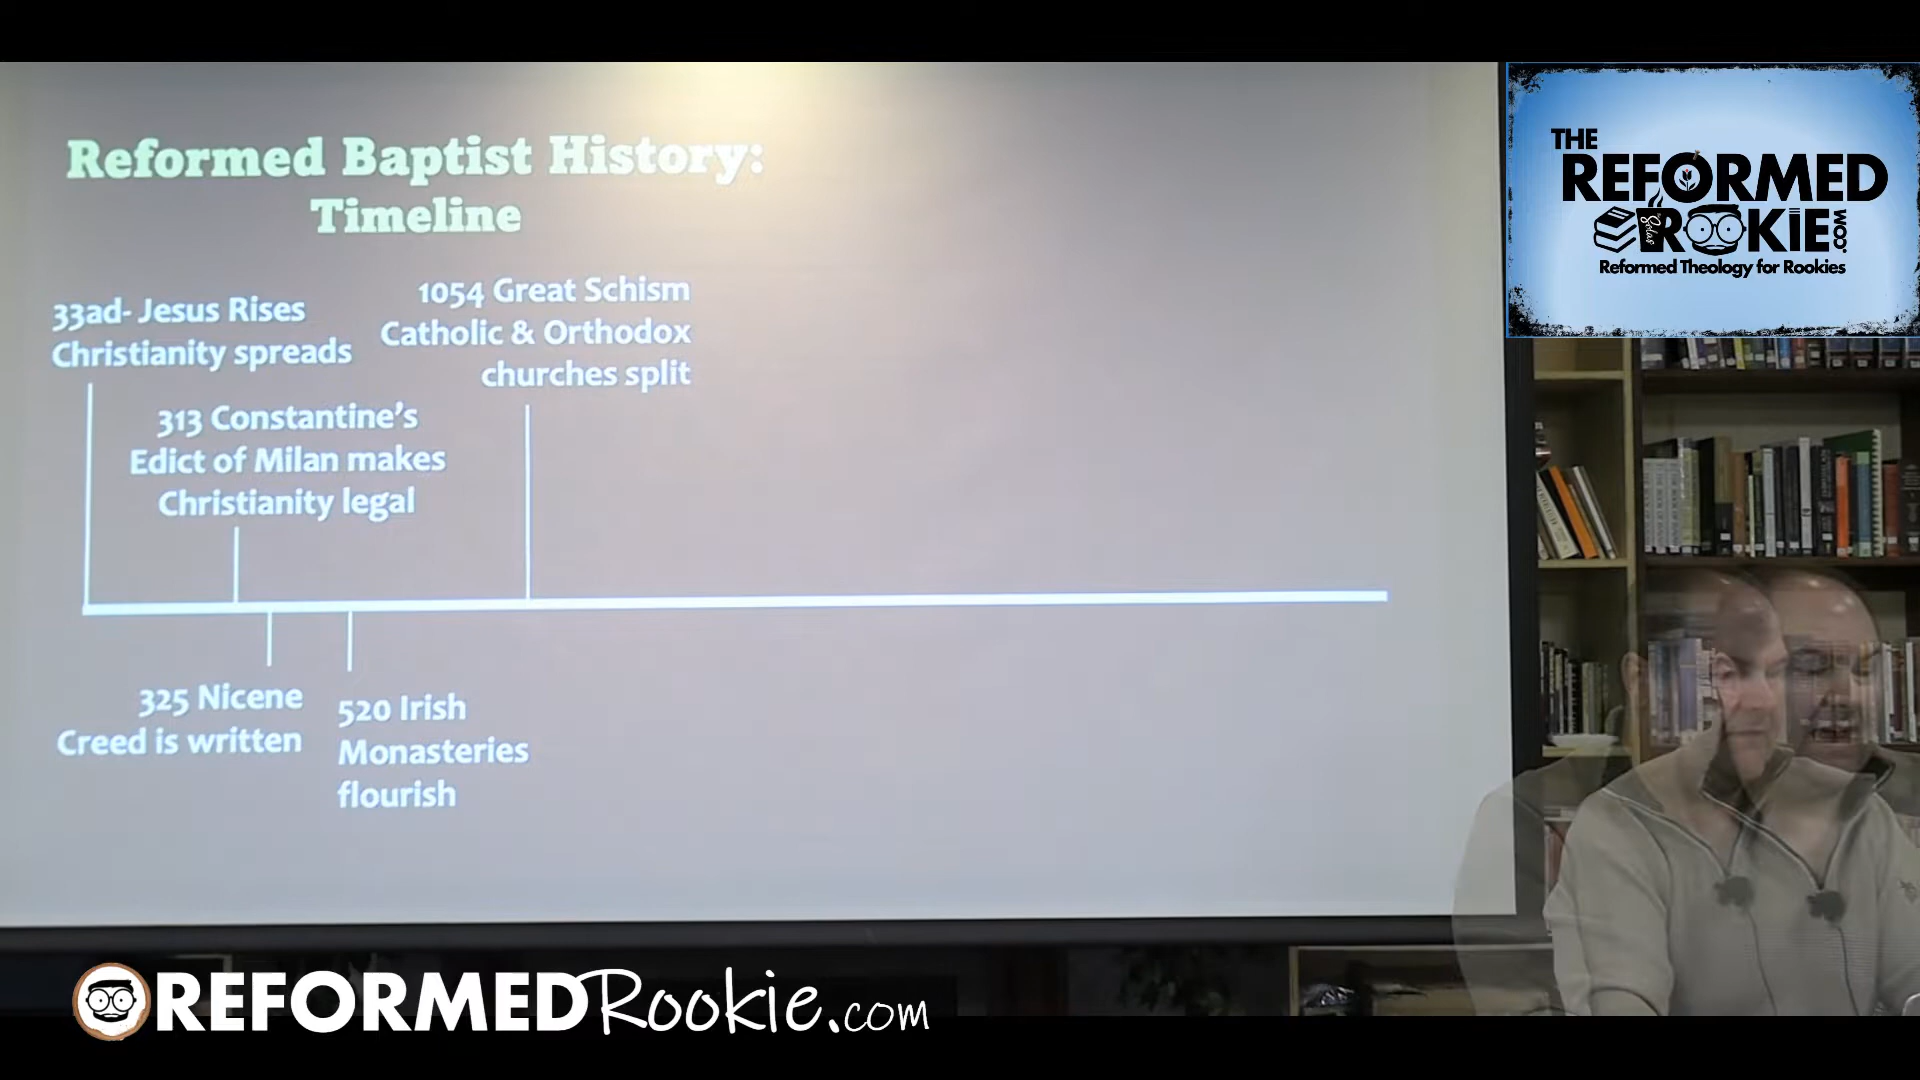 Reformed Baptist History:
Timeline
33ad- Jesus Rises
Christianity spreads
1054 Great Schism
Catholic & Orthodox
churches split
313 Constantine's
Edict of Milan makes
Christianity legal
325 Nicene
Creed is written
520 Irish
Monasteries
flourish
THE
REFORMED
ROOKIE
.COM
Solas
Reformed Theology for Rookies
REFORMEDRookie.com